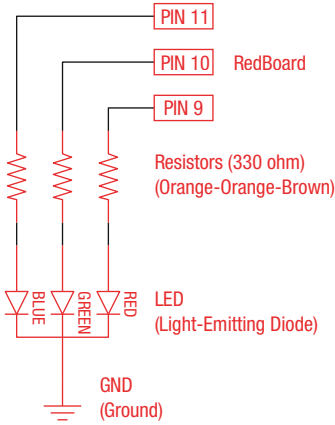 PIN 11
PIN 10 RedBoard
PIN 9
Resistors (330 ohm)
(Orange-Orange-Brown)
BLUE
GREEN
RED
LED
(Light-Emitting Diode)
GND
(Ground)